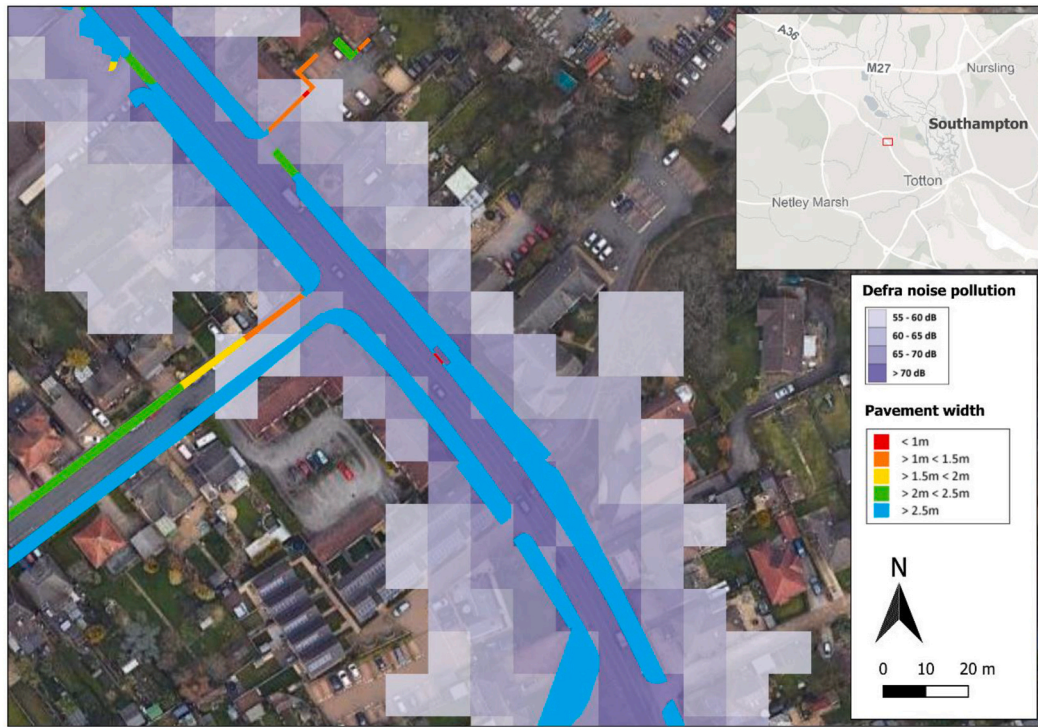 A36
M27
Nursling
Southampton
Totton
Netley Marsh
Defra noise pollution
55 - 60 dB
60 - 65 dB
65 - 70 dB
> 70 dB
Pavement width
< 1m
> 1m < 1.5m
> 1.5m < 2m
> 2m < 2.5m
> 2.5m
N
0 10 20 m